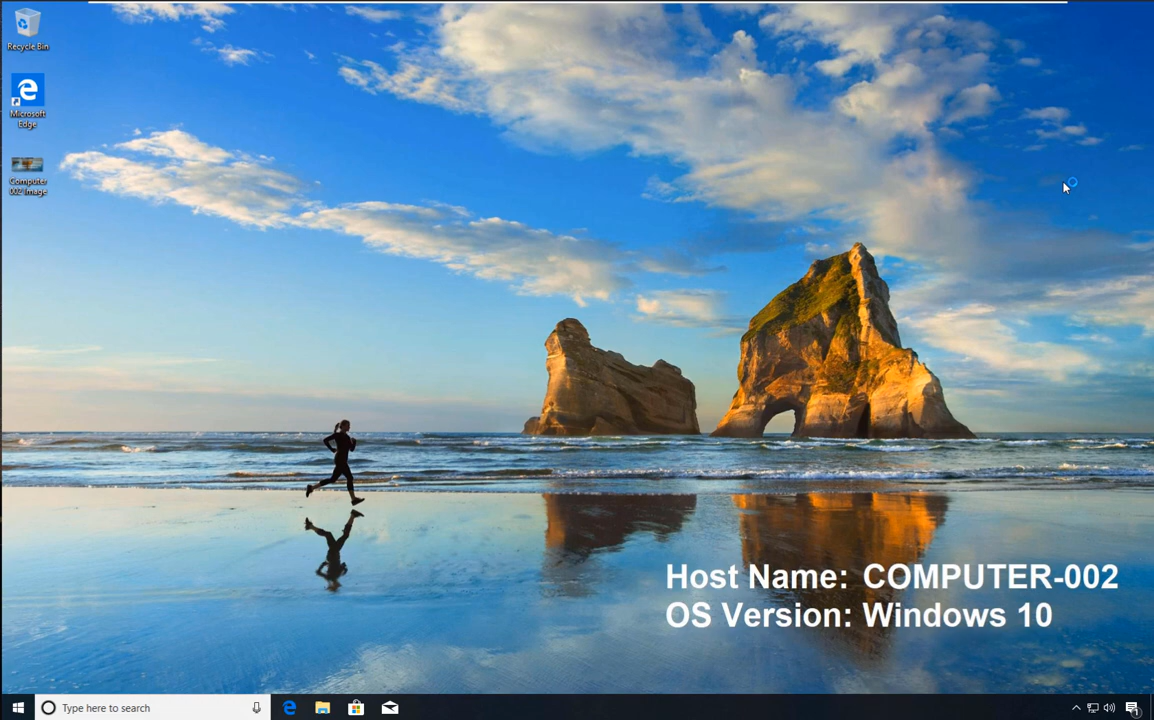 Recycle Bin
Microsoft
Edge
Computer
002 Image
Host Name: COMPUTER-002
OS Version: Windows 10
Type here to search
1